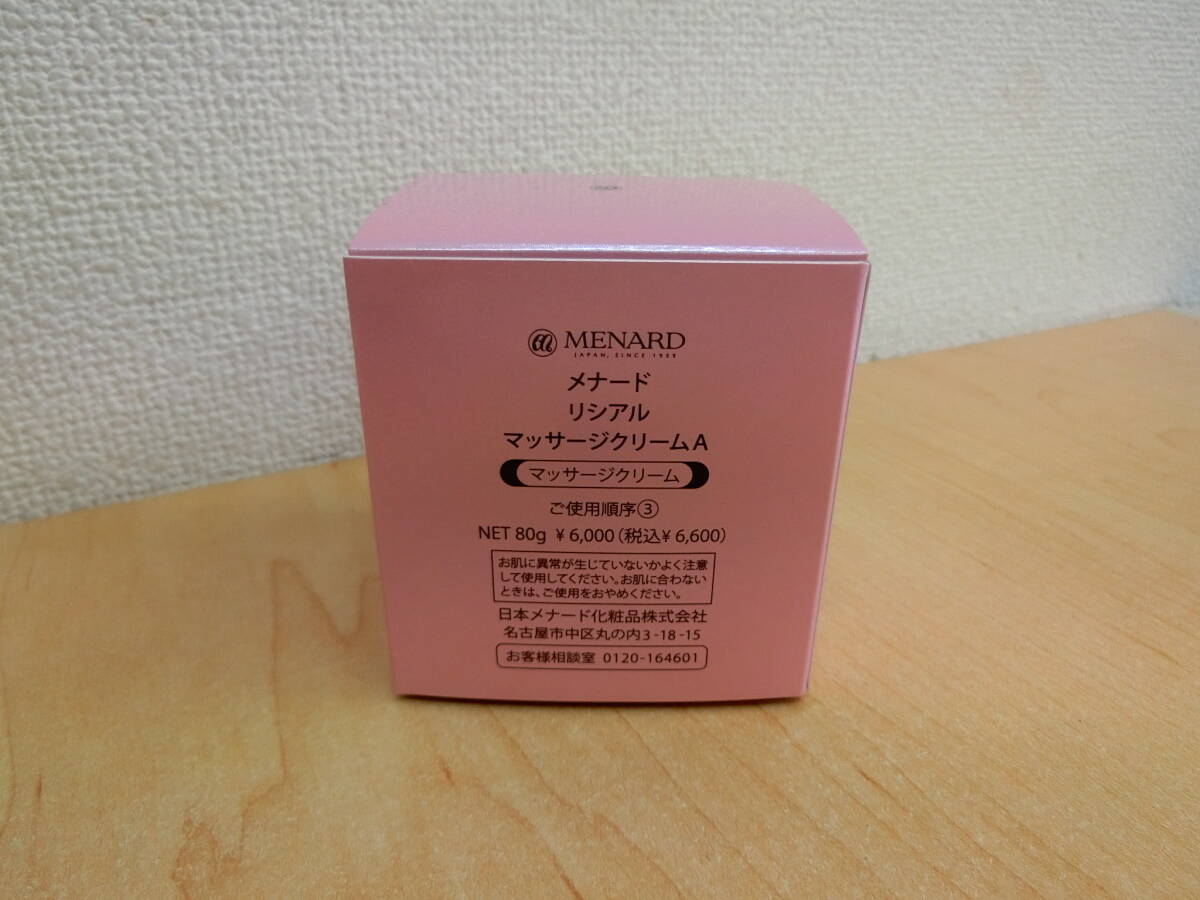 MENARD
JAPAN, SINCE 1959
メナード
リシアル
マッサージクリームA
マッサージクリーム
ご使用順序③
NET 80g ¥6,000(税込¥6,600)
お肌に異常が生じていないかよく注意
して使用してください。お肌に合わない
ときは、ご使用をおやめください。
日本メナード化粧品株式会社
名古屋市中区丸の内3-18-15
お客様相談室 0120-164601